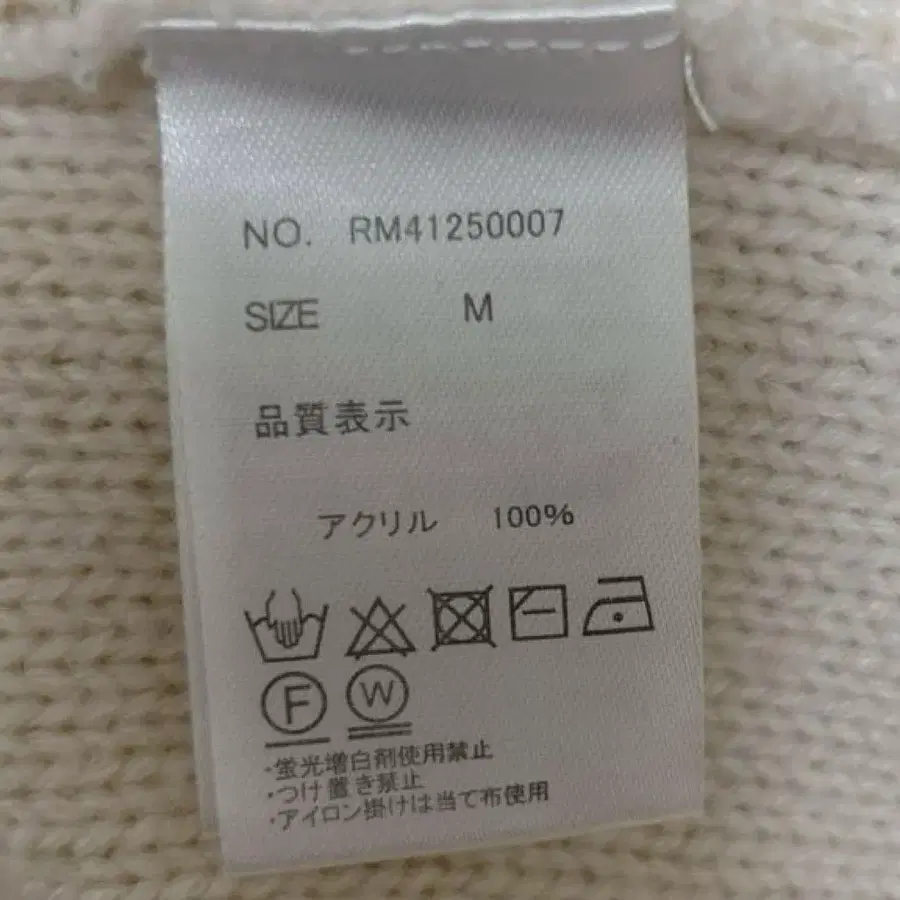 NO. RM41250007
SIZE M
品質表示
アクリル 100%
F W
・蛍光増白剤使用禁止
・つけ置き禁止
・アイロン掛けは当て布使用